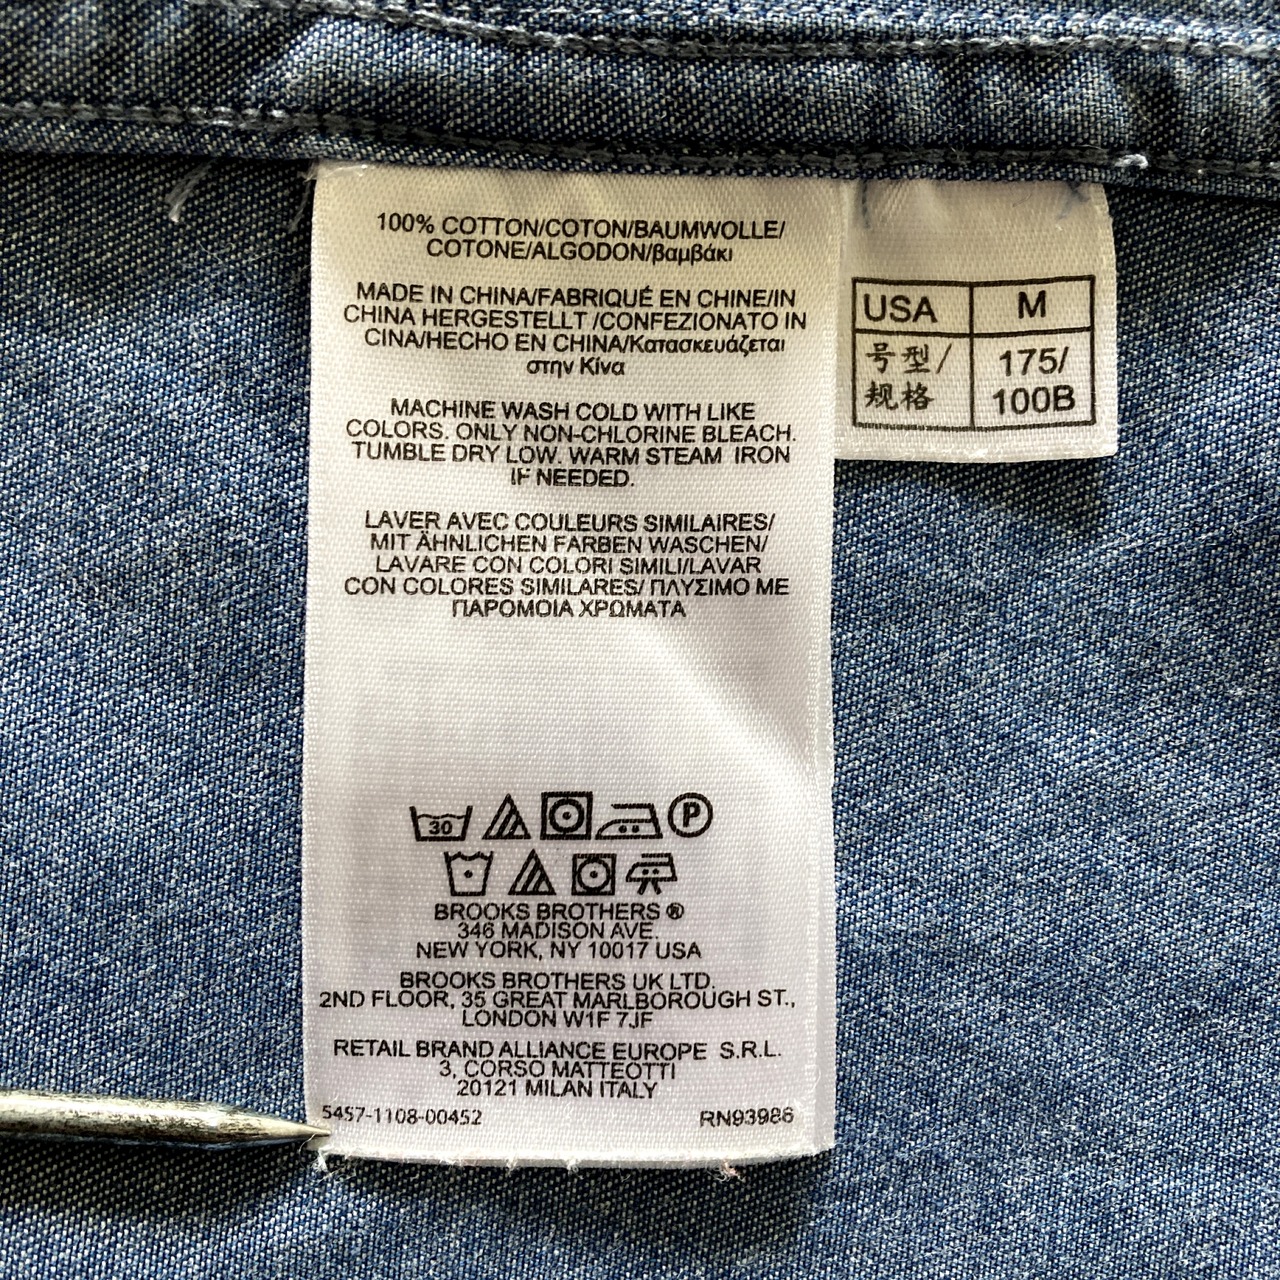 100% COTTON/COTON/BAUMWOLLE/
COTONE/ALGODON/βαμβάκι
MADE IN CHINA/FABRIQUÉ EN CHINE/IN
CHINA HERGESTELLT /CONFEZIONATO IN
CINA/HECHO EN CHINA/Κατασκευάζεται
στην Κίνα
MACHINE WASH COLD WITH LIKE
COLORS. ONLY NON-CHLORINE BLEACH.
TUMBLE DRY LOW. WARM STEAM IRON
IF NEEDED.
LAVER AVEC COULEURS SIMILAIRES/
MIT ÄHNLICHEN FARBEN WASCHEN/
LAVARE CON COLORI SIMILI/LAVAR
CON COLORES SIMILARES/ ΠΛΥΣΙΜΟ ΜΕ
ΠΑΡΟΜΟΙΑ ΧΡΩΜΑΤΑ
30 P
BROOKS BROTHERS ®
346 MADISON AVE.
NEW YORK, NY 10017 USA
BROOKS BROTHERS UK LTD.
2ND FLOOR, 35 GREAT MARLBOROUGH ST.,
LONDON W1F 7JF
RETAIL BRAND ALLIANCE EUROPE S.R.L.
3, CORSO MATTEOTTI
20121 MILAN ITALY
5457-1108-00452 RN93986
USA M
号型/ 175/
规格 100B